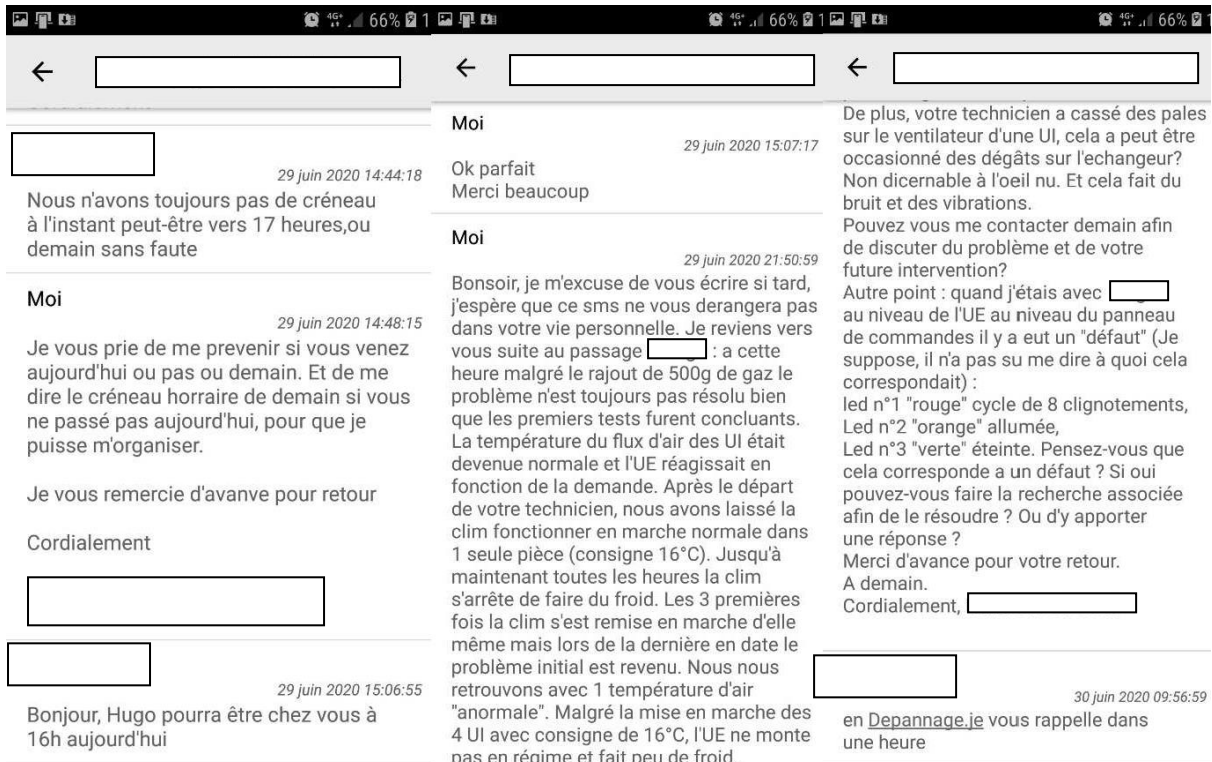 66%
29 juin 2020 14:44:18
Nous n'avons toujours pas de créneau
à l'instant peut-être vers 17 heures,ou
demain sans faute
Moi
29 juin 2020 14:48:15
Je vous prie de me prevenir si vous venez
aujourd'hui ou pas ou demain. Et de me
dire le créneau horraire de demain si vous
ne passé pas aujourd'hui, pour que je
puisse m'organiser.
Je vous remercie d'avanve pour retour
Cordialement
29 juin 2020 15:06:55
Bonjour, Hugo pourra être chez vous à
16h aujourd'hui
66%
Moi
29 juin 2020 15:07:17
Ok parfait
Merci beaucoup
Moi
29 juin 2020 21:50:59
Bonsoir, je m'excuse de vous écrire si tard,
j'espère que ce sms ne vous derangera pas
dans votre vie personnelle. Je reviens vers
vous suite au passage : a cette
heure malgré le rajout de 500g de gaz le
problème n'est toujours pas résolu bien
que les premiers tests furent concluants.
La température du flux d'air des UI était
devenue normale et l'UE réagissait en
fonction de la demande. Après le départ
de votre technicien, nous avons laissé la
clim fonctionner en marche normale dans
1 seule pièce (consigne 16°C). Jusqu'à
maintenant toutes les heures la clim
s'arrête de faire du froid. Les 3 premières
fois la clim s'est remise en marche d'elle
même mais lors de la dernière en date le
problème initial est revenu. Nous nous
retrouvons avec 1 température d'air
"anormale". Malgré la mise en marche des
4 UI avec consigne de 16°C, l'UE ne monte
pas en régime et fait peu de froid.
66%
De plus, votre technicien a cassé des pales
sur le ventilateur d'une UI, cela a peut être
occasionné des dégâts sur l'echangeur?
Non dicernable à l'oeil nu. Et cela fait du
bruit et des vibrations.
Pouvez vous me contacter demain afin
de discuter du problème et de votre
future intervention?
Autre point : quand j'étais avec
au niveau de l'UE au niveau du panneau
de commandes il y a eut un "défaut" (Je
suppose, il n'a pas su me dire à quoi cela
correspondait) :
led n°1 "rouge" cycle de 8 clignotements,
Led n°2 "orange" allumée,
Led n°3 "verte" éteinte. Pensez-vous que
cela corresponde a un défaut ? Si oui
pouvez-vous faire la recherche associée
afin de le résoudre ? Ou d'y apporter
une réponse ?
Merci d'avance pour votre retour.
A demain.
Cordialement,
30 juin 2020 09:56:59
en Depannage.je vous rappelle dans
une heure